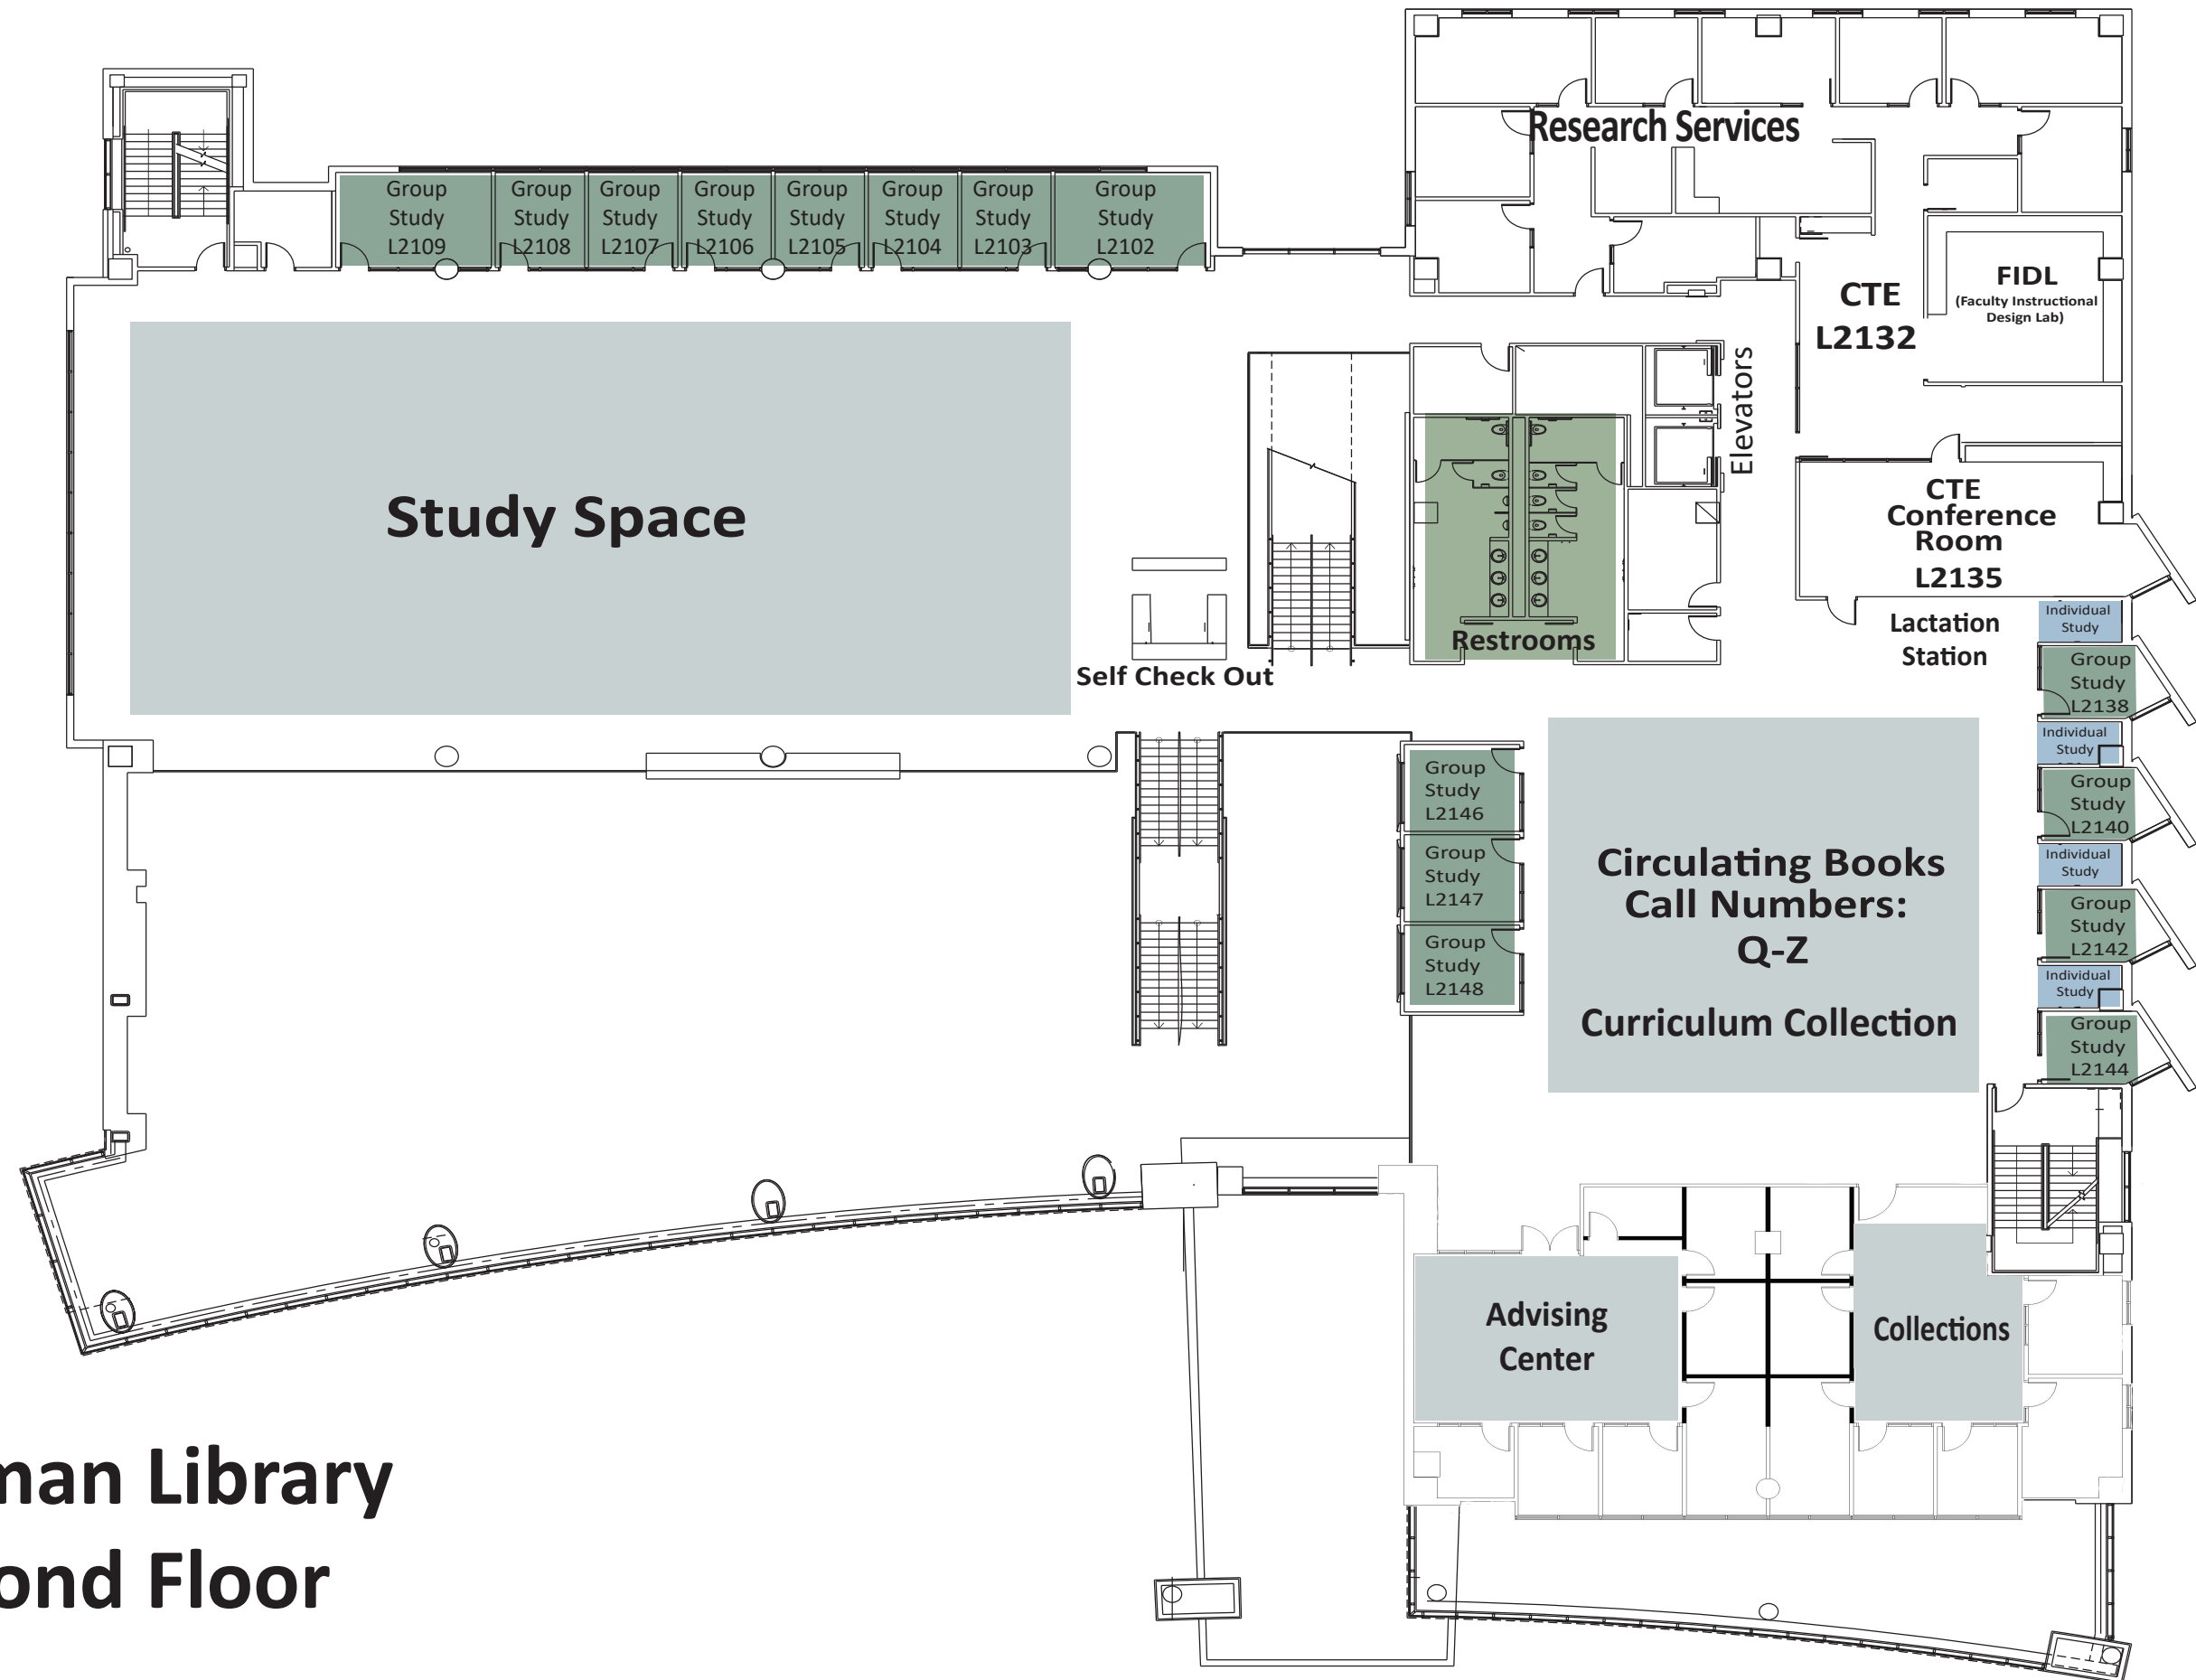 Research Services
Group
Study
L2109
Group
Study
L2108
Group
Study
L2107
Group
Study
L2106
Group
Study
L2105
Group
Study
L2104
Group
Study
L2103
Group
Study
L2102
CTE
L2132
FIDL
(Faculty Instructional
Design Lab)
Elevators
Study Space
CTE
Conference
Room
L2135
Restrooms
Self Check Out
Lactation
Station
Individual
Study
Group
Study
L2138
Individual
Study
Group
Study
L2140
Individual
Study
Group
Study
L2142
Individual
Study
Group
Study
L2144
Group
Study
L2146
Group
Study
L2147
Group
Study
L2148
Circulating Books
Call Numbers:
Q-Z
Curriculum Collection
Advising
Center
Collections
man Library
ond Floor